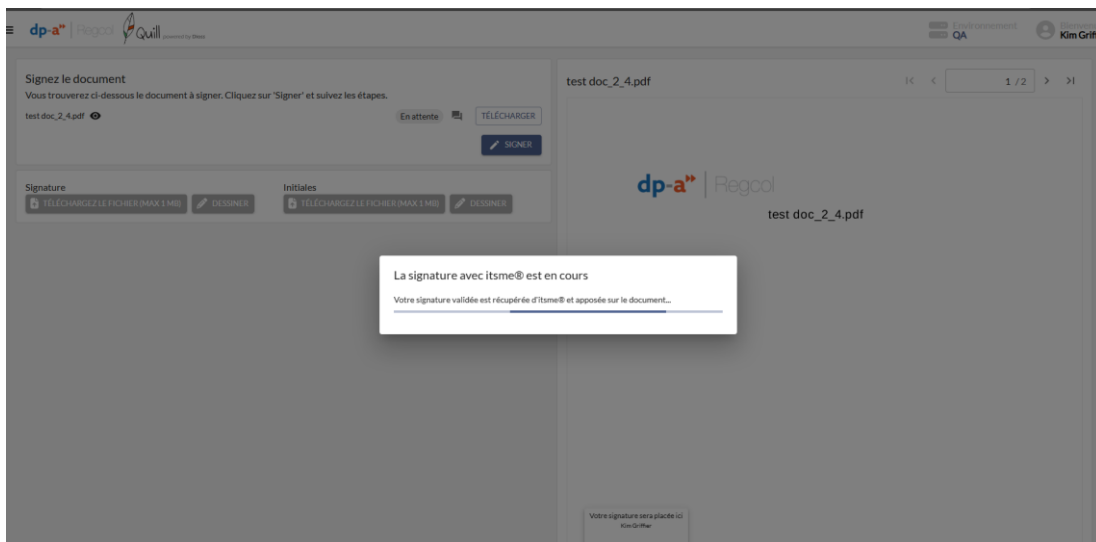 dp-a | Regcol Quill
Environnement
QA
Kim Grif
Signez le document
Vous trouverez ci-dessous le document à signer. Cliquez sur 'Signer' et suivez les étapes.
test doc_2_4.pdf
En attente
TÉLÉCHARGER
SIGNER
Signature
TÉLÉCHARGEZ LE FICHIER (MAX 1 MB)
DESSINER
Initiales
TÉLÉCHARGEZ LE FICHIER (MAX 1 MB)
DESSINER
test doc_2_4.pdf
1 / 2
dp-a | Regcol
test doc_2_4.pdf
La signature avec itsme® est en cours
Votre signature validée est récupérée d'itsme® et apposée sur le document...
Votre signature sera placée ici
Kim Griffier